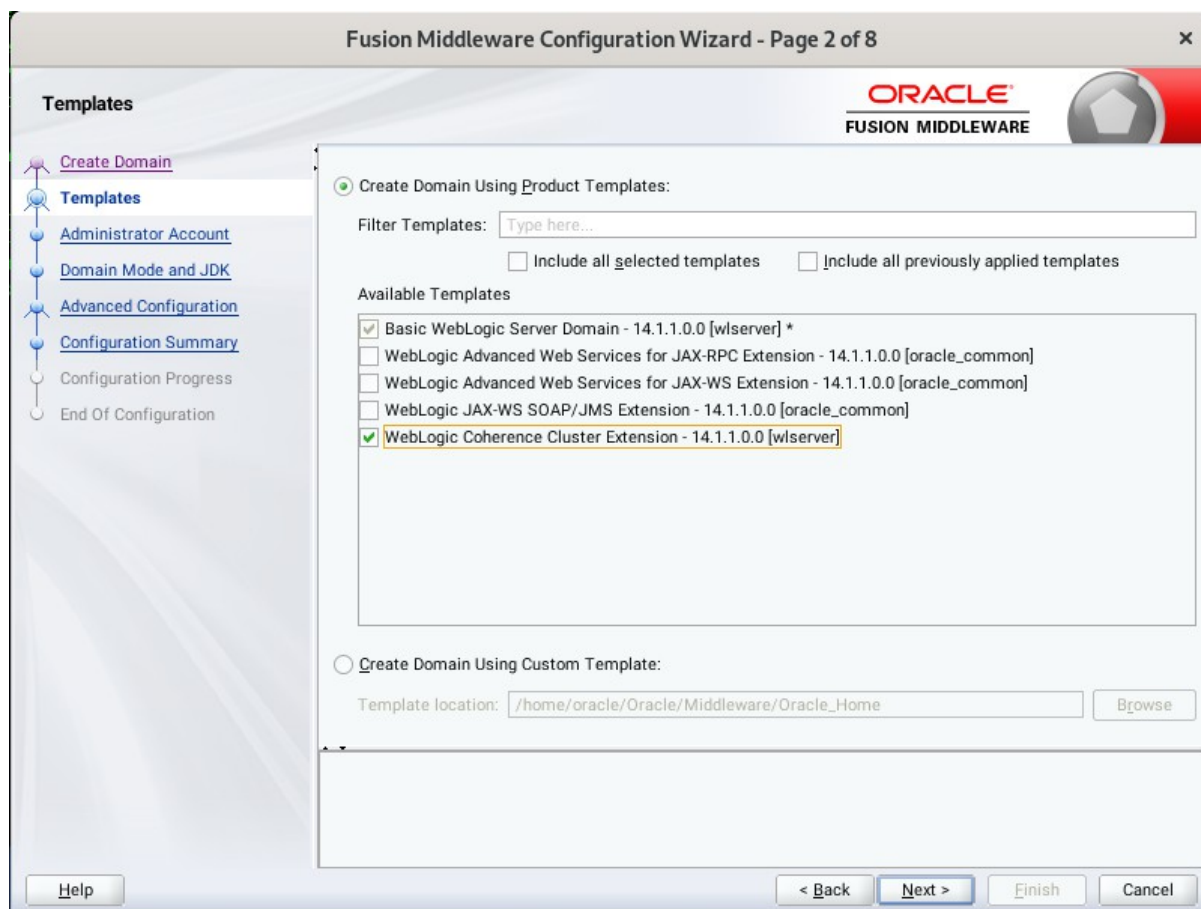 Fusion Middleware Configuration Wizard - Page 2 of 8
Templates
ORACLE
FUSION MIDDLEWARE
Create Domain
Templates
Administrator Account
Domain Mode and JDK
Advanced Configuration
Configuration Summary
Configuration Progress
End Of Configuration
Create Domain Using Product Templates:
Filter Templates: Type here...
Include all selected templates Include all previously applied templates
Available Templates
Basic WebLogic Server Domain - 14.1.1.0.0 [wlserver] *
WebLogic Advanced Web Services for JAX-RPC Extension - 14.1.1.0.0 [oracle_common]
WebLogic Advanced Web Services for JAX-WS Extension - 14.1.1.0.0 [oracle_common]
WebLogic JAX-WS SOAP/JMS Extension - 14.1.1.0.0 [oracle_common]
WebLogic Coherence Cluster Extension - 14.1.1.0.0 [wlserver]
Create Domain Using Custom Template:
Template location: /home/oracle/Oracle/Middleware/Oracle_Home Browse
Help < Back Next > Finish Cancel